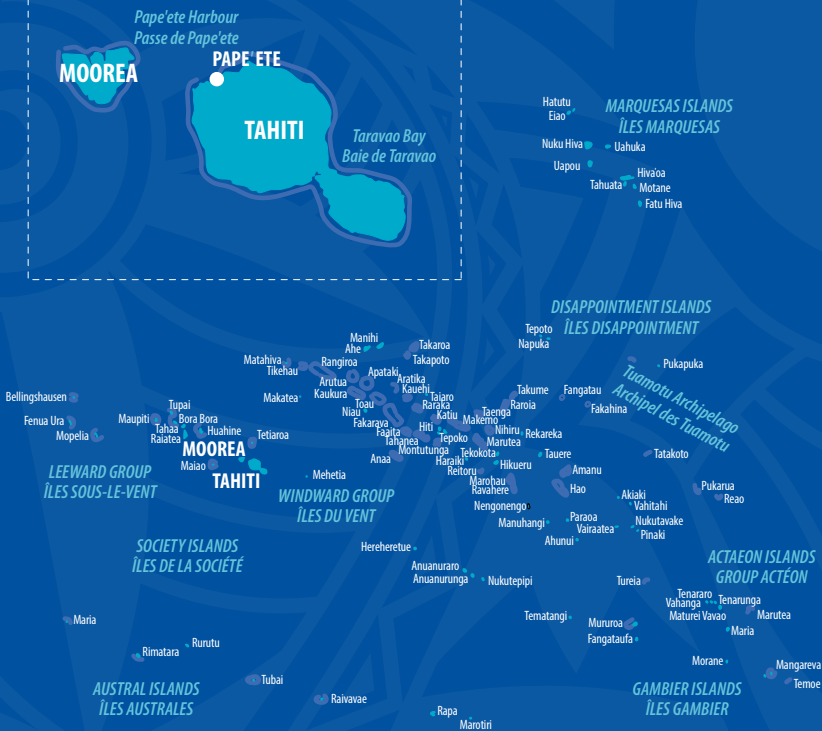 Pape'ete Harbour
Passe de Pape'ete
MOOREA
PAPE'ETE
TAHITI
Taravao Bay
Baie de Taravao
Hatutu
Eiao
MARQUESAS ISLANDS
ÎLES MARQUESAS
Nuku Hiva
Uahuka
Uapou
Hiva'oa
Tahuata
Motane
Fatu Hiva
DISAPPOINTMENT ISLANDS
ÎLES DISAPPOINTMENT
Tepoto
Napuka
Pukapuka
Tuamotu Archipelago
Archipel des Tuamotu
Manihi
Ahe
Takaroa
Takapoto
Matahiva
Tikehau
Rangiroa
Apataki
Arutua
Aratika
Kaukura
Kauehi
Taiaro
Makatea
Toau
Raraka
Niau
Katiu
Taenga
Takume
Raroia
Fangatau
Fakahina
Fakarava
Makemo
Faaita
Hiti
Nihiru
Rekareka
Tahanea
Tepoko
Marutea
Montutunga
Tekokota
Tauere
Anaa
Haraiki
Hikueru
Reitoru
Amanu
Tatakoto
Marohau
Ravahere
Hao
Pukarua
Reao
Nengonengo
Akiaki
Vahitahi
Manuhangi
Paraoa
Nukutavake
Vairaatea
Pinaki
Ahunui
Bellingshausen
Fenua Ura
Mopelia
Maupiti
Tupai
Bora Bora
Tahaa
Huahine
Raiatea
Tetiaroa
MOOREA
Maiao
TAHITI
Mehetia
LEEWARD GROUP
ÎLES SOUS-LE-VENT
WINDWARD GROUP
ÎLES DU VENT
SOCIETY ISLANDS
ÎLES DE LA SOCIÉTÉ
Hereheretue
Anuanuraro
Anuanurunga
Nukutepipi
ACTAEON ISLANDS
GROUP ACTÉON
Tureia
Tenararo
Vahanga
Tenarunga
Maturei Vavao
Marutea
Tematangi
Mururoa
Maria
Fangataufa
Morane
Mangareva
Temoe
GAMBIER ISLANDS
ÎLES GAMBIER
Maria
Rimatara
Rurutu
Tubai
Raivavae
AUSTRAL ISLANDS
ÎLES AUSTRALES
Rapa
Marotiri